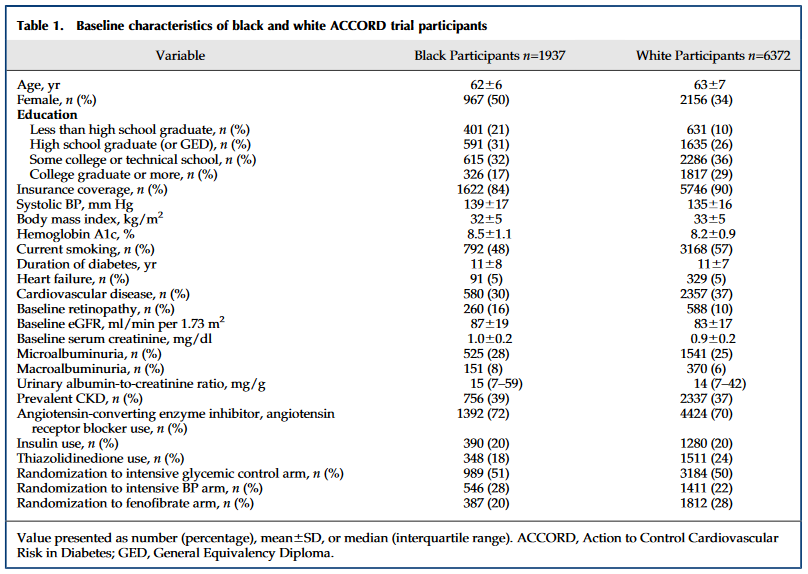 Table 1. Baseline characteristics of black and white ACCORD trial participants
Variable Black Participants n=1937 White Participants n=6372
Age, yr 62±6 63±7
Female, n (%) 967 (50) 2156 (34)
Education
Less than high school graduate, n (%) 401 (21) 631 (10)
High school graduate (or GED), n (%) 591 (31) 1635 (26)
Some college or technical school, n (%) 615 (32) 2286 (36)
College graduate or more, n (%) 326 (17) 1817 (29)
Insurance coverage, n (%) 1622 (84) 5746 (90)
Systolic BP, mm Hg 139±17 135±16
Body mass index, kg/m² 32±5 33±5
Hemoglobin A1c, % 8.5±1.1 8.2±0.9
Current smoking, n (%) 792 (48) 3168 (57)
Duration of diabetes, yr 11±8 11±7
Heart failure, n (%) 91 (5) 329 (5)
Cardiovascular disease, n (%) 580 (30) 2357 (37)
Baseline retinopathy, n (%) 260 (16) 588 (10)
Baseline eGFR, ml/min per 1.73 m² 87±19 83±17
Baseline serum creatinine, mg/dl 1.0±0.2 0.9±0.2
Microalbuminuria, n (%) 525 (28) 1541 (25)
Macroalbuminuria, n (%) 151 (8) 370 (6)
Urinary albumin-to-creatinine ratio, mg/g 15 (7–59) 14 (7–42)
Prevalent CKD, n (%) 756 (39) 2337 (37)
Angiotensin-converting enzyme inhibitor, angiotensin 1392 (72) 4424 (70)
receptor blocker use, n (%)
Insulin use, n (%) 390 (20) 1280 (20)
Thiazolidinedione use, n (%) 348 (18) 1511 (24)
Randomization to intensive glycemic control arm, n (%) 989 (51) 3184 (50)
Randomization to intensive BP arm, n (%) 546 (28) 1411 (22)
Randomization to fenofibrate arm, n (%) 387 (20) 1812 (28)
Value presented as number (percentage), mean±SD, or median (interquartile range). ACCORD, Action to Control Cardiovascular
Risk in Diabetes; GED, General Equivalency Diploma.